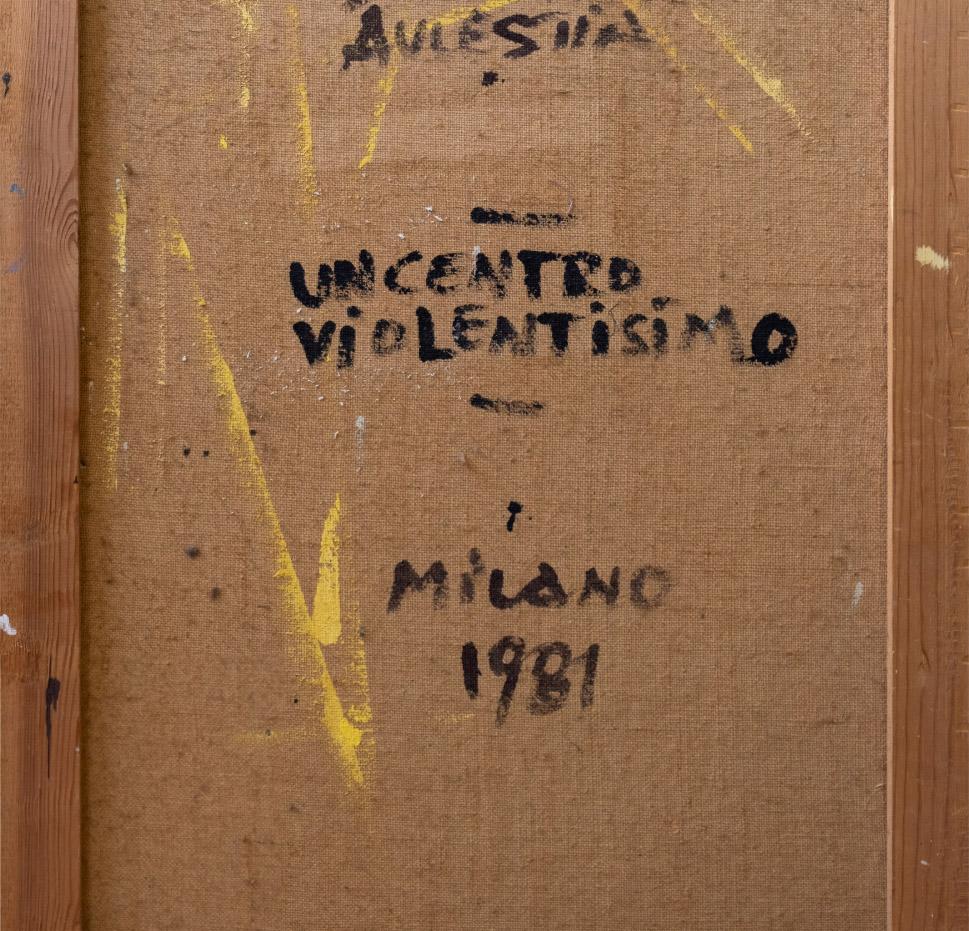 AULESTIA
—
UN CENTRO
ViOLENTiSiMO
—
MiLANO
1981